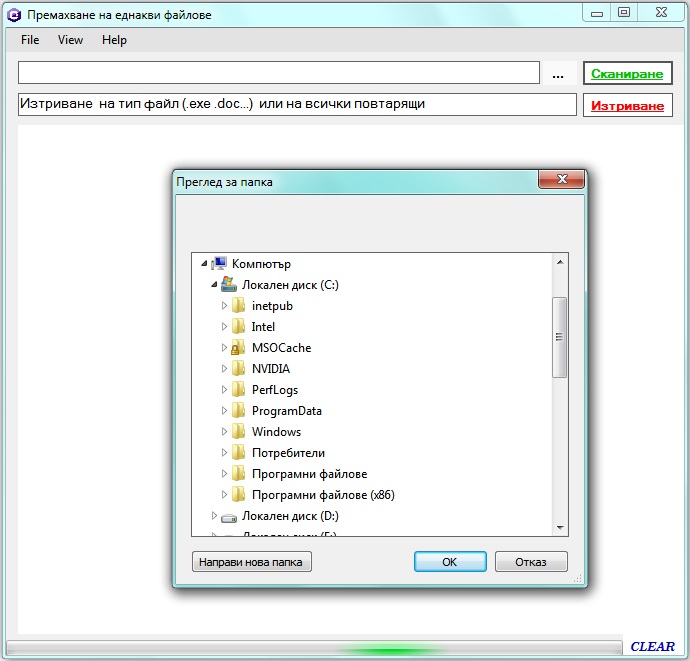 Премахване на еднакви файлове
File View Help
... Сканиране
Изтриване на тип файл (.exe .doc...) или на всички повтарящи Изтриване
Преглед за папка
Компютър
Локален диск (C:)
inetpub
Intel
MSOCache
NVIDIA
PerfLogs
ProgramData
Windows
Потребители
Програмни файлове
Програмни файлове (x86)
Локален диск (D:)
Направи нова папка OK Отказ
CLEAR